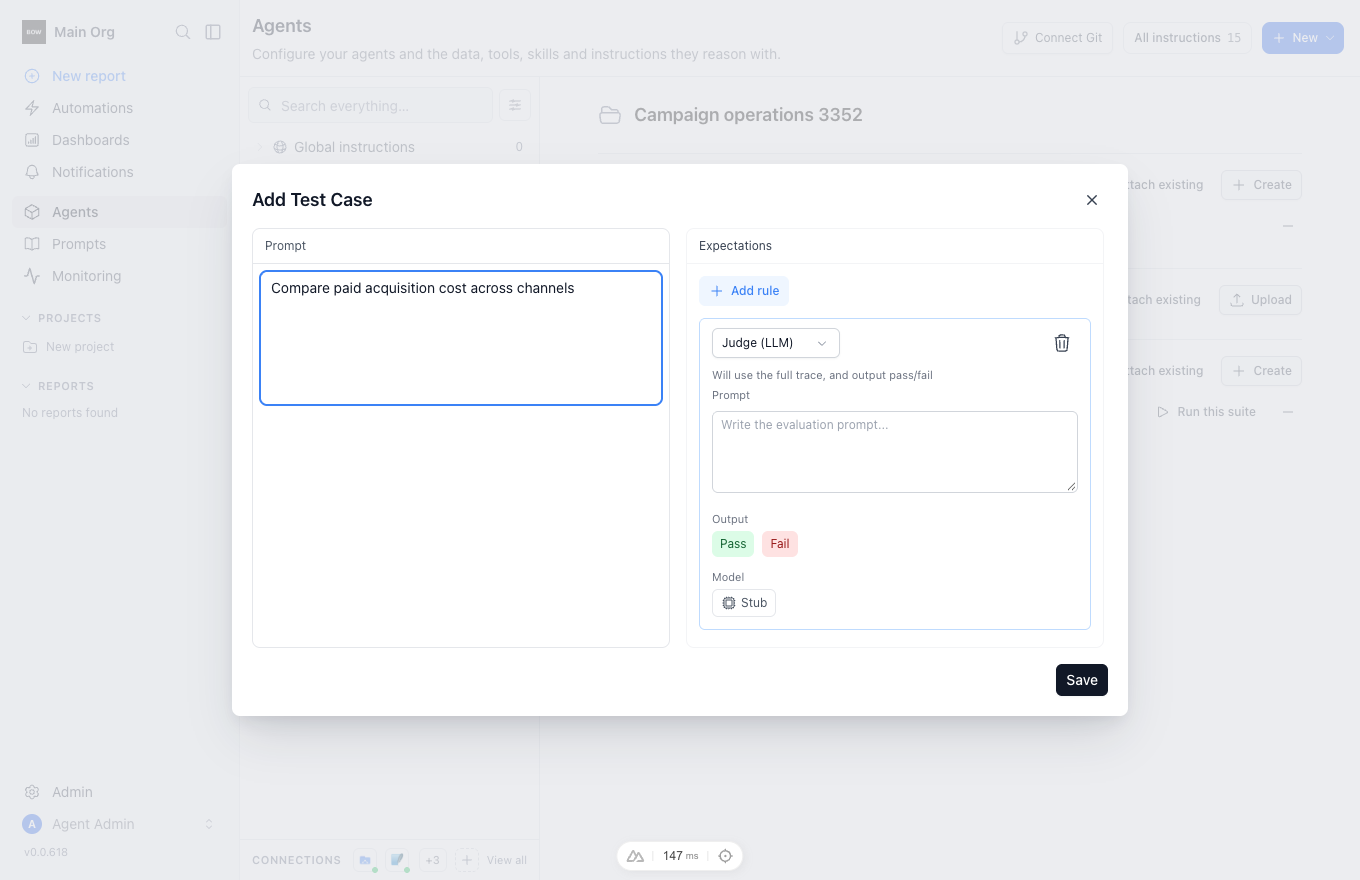 BOW Main Org
New report
Automations
Dashboards
Notifications
Agents
Prompts
Monitoring
PROJECTS
New project
REPORTS
No reports found
Admin
A Agent Admin
v0.0.618
Agents
Configure your agents and the data, tools, skills and instructions they reason with.
Connect Git
All instructions 15
New
Search everything...
Global instructions 0
Campaign operations 3352
ttach existing
Create
ttach existing
Upload
ttach existing
Create
Run this suite
Add Test Case
Prompt
Compare paid acquisition cost across channels
Expectations
Add rule
Judge (LLM)
Will use the full trace, and output pass/fail
Prompt
Write the evaluation prompt...
Output
Pass Fail
Model
Stub
Save
CONNECTIONS +3 View all
147 ms